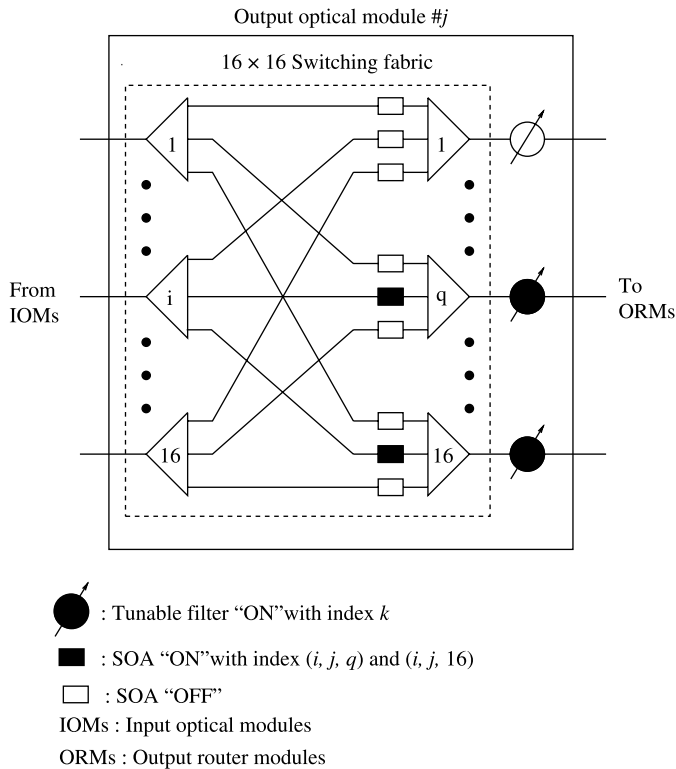 Output optical module #j
16 × 16 Switching fabric
1
1
From
IOMs
i
q
To
ORMs
16
16
: Tunable filter “ON”with index k
: SOA “ON”with index (i, j, q) and (i, j, 16)
: SOA “OFF”
IOMs : Input optical modules
ORMs : Output router modules